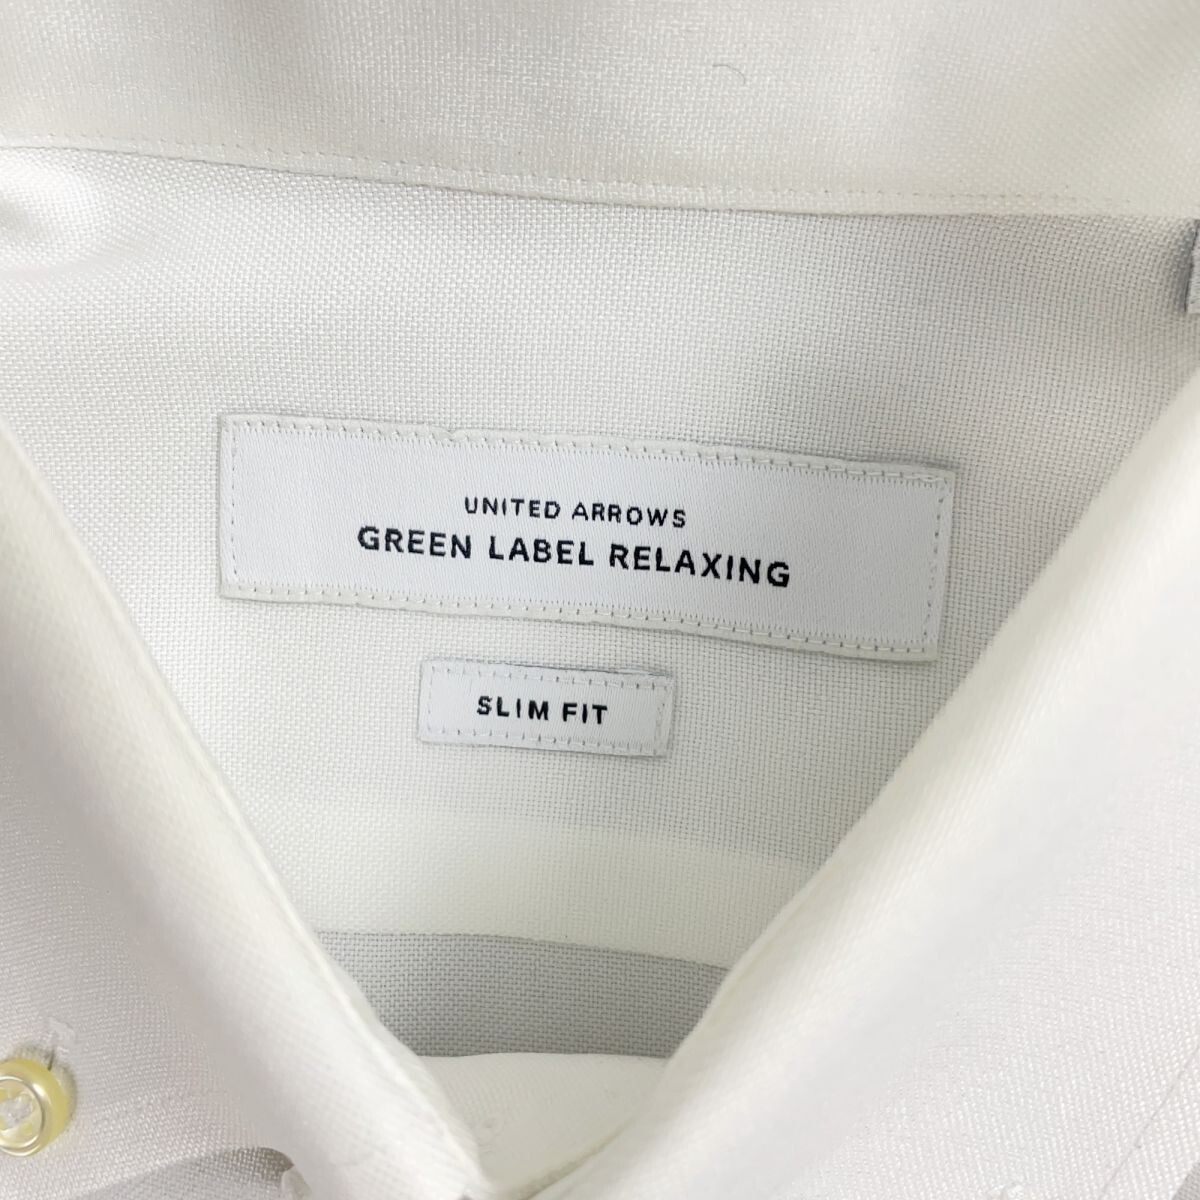 UNITED ARROWS
GREEN LABEL RELAXING
SLIM FIT